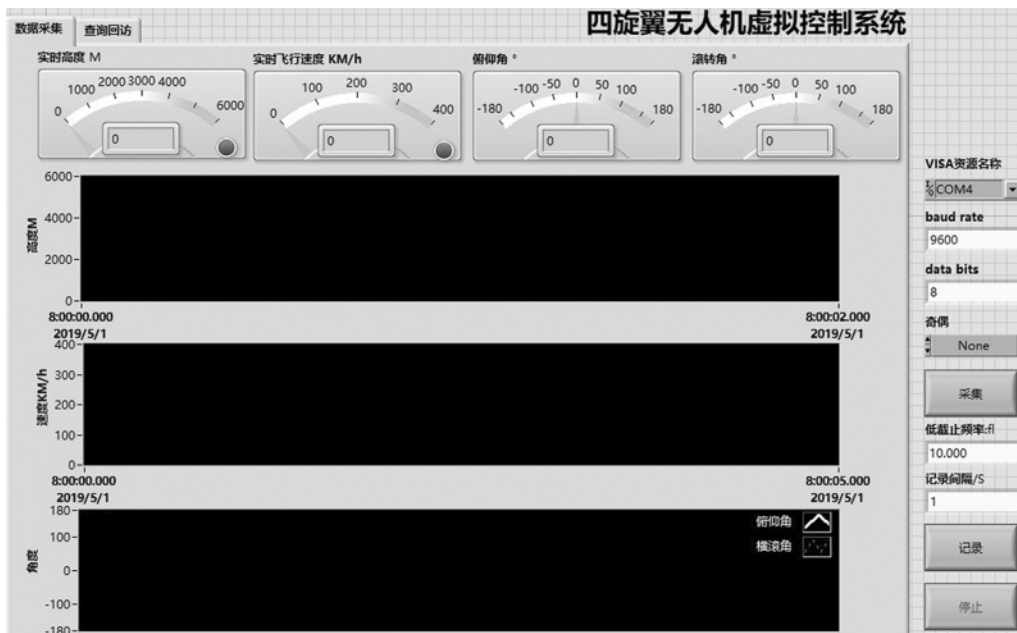 四旋翼无人机虚拟控制系统
数据采集
查询回访
实时高度 M
0 1000 2000 3000 4000 6000
0
实时飞行速度 KM/h
0 100 200 300 400
0
俯仰角 °
-180 -100 -50 0 50 100 180
0
滚转角 °
-180 -100 -50 0 50 100 180
0
6000
4000
2000
0
高度M
8:00:00.000
2019/5/1
8:00:02.000
2019/5/1
400
300
200
100
0
速度KM/h
8:00:00.000
2019/5/1
8:00:05.000
2019/5/1
180
100
0
-100
-180
角度
俯仰角
横滚角
VISA资源名称
COM4
baud rate
9600
data bits
8
奇偶
None
采集
低截止频率:fl
10.000
记录间隔/S
1
记录
停止